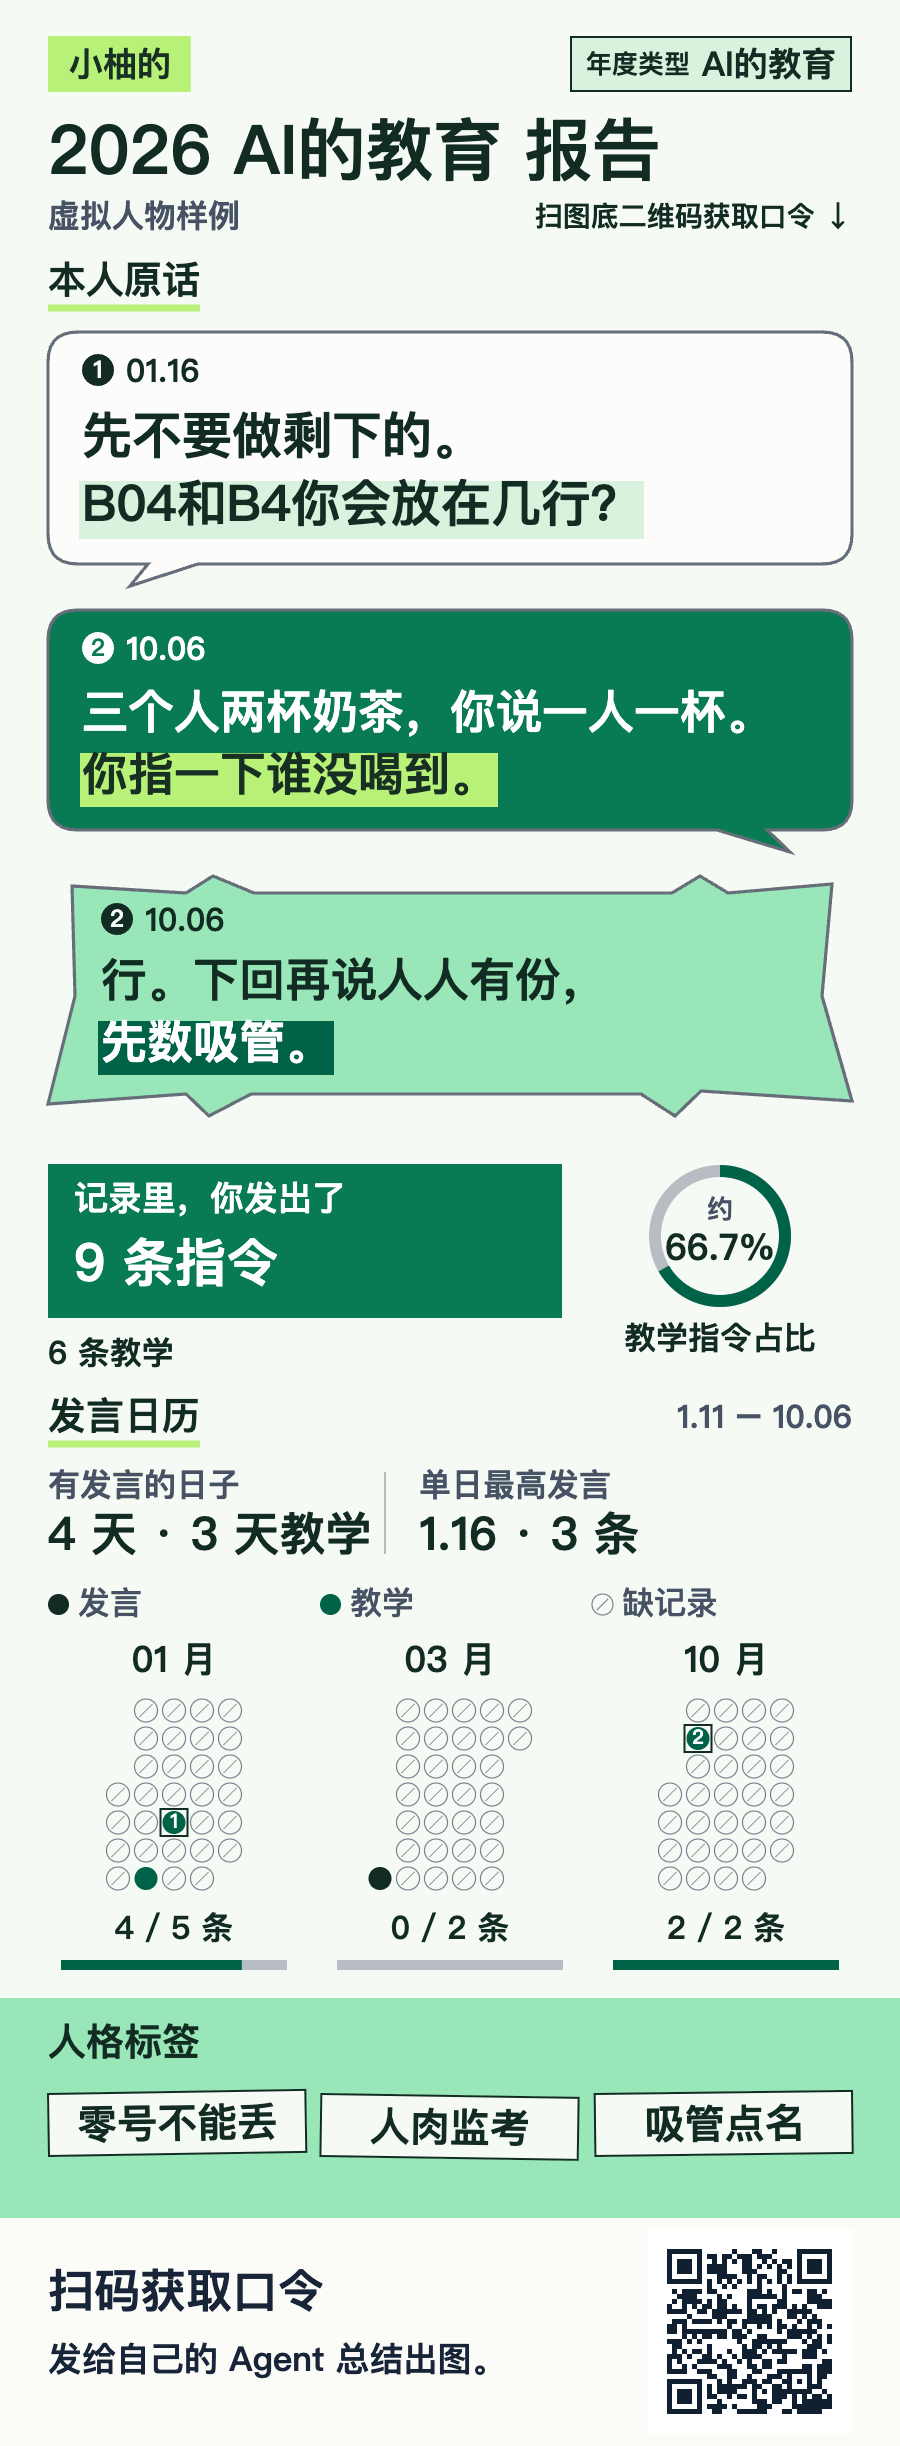 小柚的
年度类型 AI的教育
2026 AI的教育 报告
虚拟人物样例
扫图底二维码获取口令 ↓
本人原话
1 01.16
先不要做剩下的。
B04和B4你会放在几行?
2 10.06
三个人两杯奶茶，你说一人一杯。
你指一下谁没喝到。
2 10.06
行。下回再说人人有份，
先数吸管。
记录里，你发出了
9 条指令
6 条教学
约
66.7%
教学指令占比
发言日历
1.11 — 10.06
有发言的日子
4 天 · 3 天教学
单日最高发言
1.16 · 3 条
发言
教学
缺记录
01 月
03 月
10 月
2
1
4 / 5 条
0 / 2 条
2 / 2 条
人格标签
零号不能丢
人肉监考
吸管点名
扫码获取口令
发给自己的 Agent 总结出图。